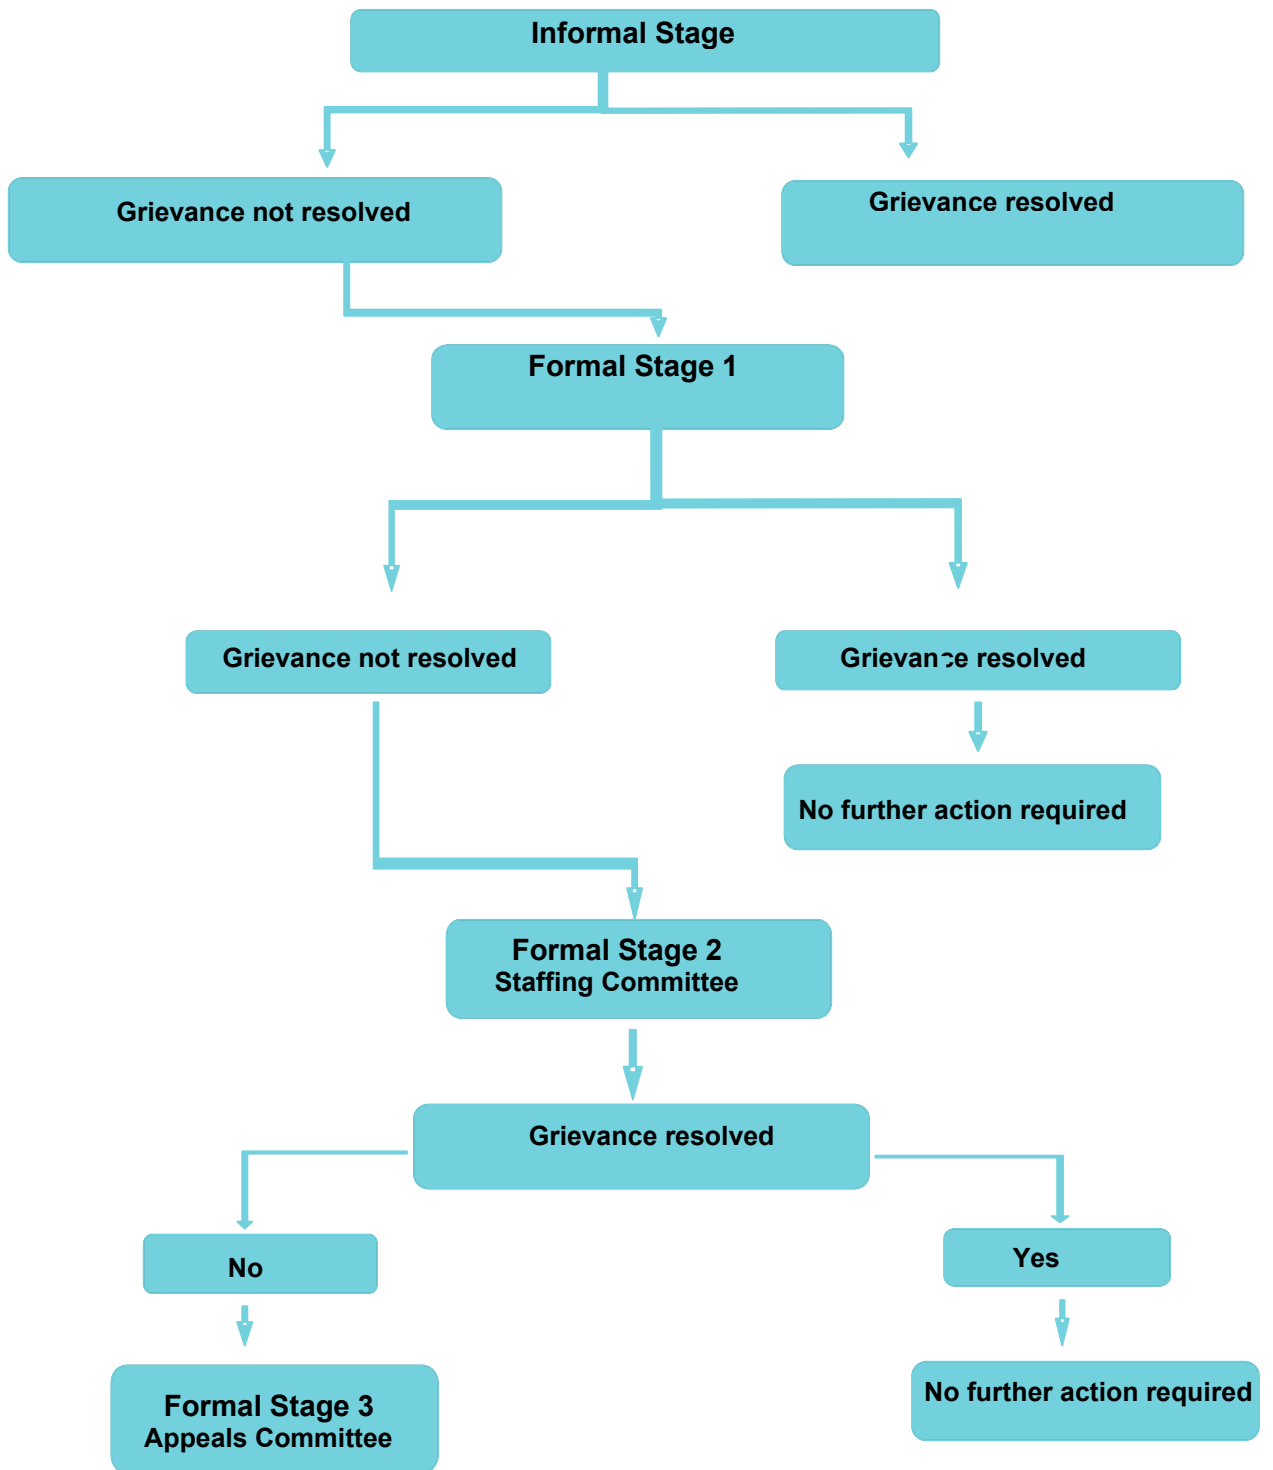 Informal Stage
Grievance not resolved
Grievance resolved
Formal Stage 1
Grievance not resolved
Grievance resolved
No further action required
Formal Stage 2
Staffing Committee
Grievance resolved
No
Yes
Formal Stage 3
Appeals Committee
No further action required